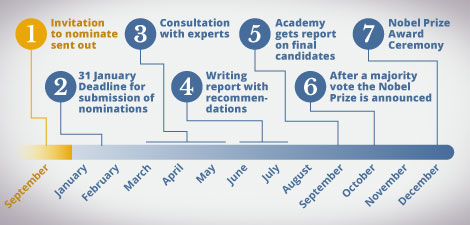 1
Invitation
to nominate
sent out
2
31 January
Deadline for
submission of
nominations
3
Consultation
with experts
4
Writing
report with
recommen-
dations
5
Academy
gets report
on final
candidates
6
After a majority
vote the Nobel
Prize is announced
7
Nobel Prize
Award
Ceremony
September
January
February
March
April
May
June
July
August
September
October
November
December